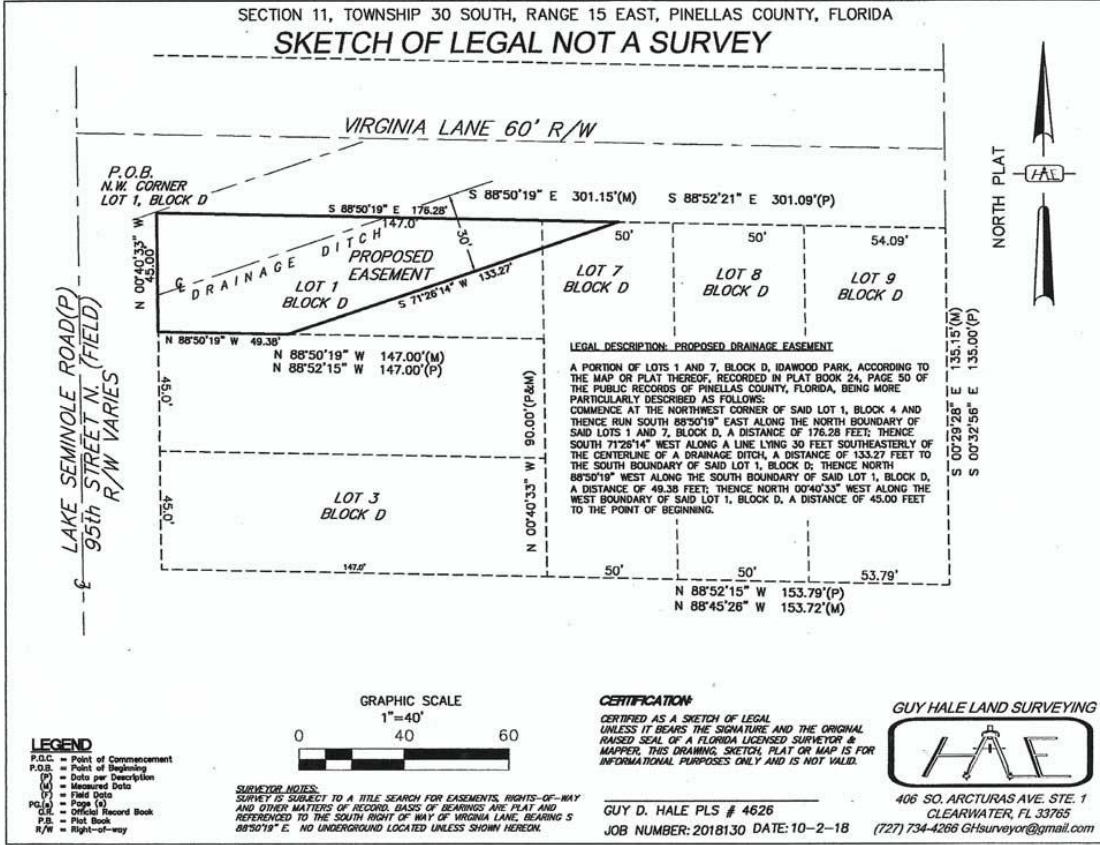 SECTION 11, TOWNSHIP 30 SOUTH, RANGE 15 EAST, PINELLAS COUNTY, FLORIDA
SKETCH OF LEGAL NOT A SURVEY
VIRGINIA LANE 60' R/W
P.O.B.
N.W. CORNER
LOT 1, BLOCK D
NORTH PLAT
HAE
S 88°50'19" E 301.15'(M)
S 88°52'21" E 301.09'(P)
S 88°50'19" E 176.28'
147.0'
30'
N 00°40'33" W
45.00'
℄ DRAINAGE DITCH
PROPOSED
EASEMENT
LOT 1
BLOCK D
S 71°26'14" W 133.27'
50'
50'
54.09'
LOT 7
BLOCK D
LOT 8
BLOCK D
LOT 9
BLOCK D
N 88°50'19" W 49.38'
N 88°50'19" W 147.00'(M)
N 88°52'15" W 147.00'(P)
LAKE SEMINOLE ROAD(P)
95th STREET N. (FIELD)
R/W VARIES
℄
45.0'
45.0'
LOT 3
BLOCK D
147.0'
N 00°40'33" W 90.00'(P&M)
S 00°29'28" E 135.15'(M)
S 00°32'56" E 135.00'(P)
LEGAL DESCRIPTION: PROPOSED DRAINAGE EASEMENT
A PORTION OF LOTS 1 AND 7, BLOCK D, IDAWOOD PARK, ACCORDING TO
THE MAP OR PLAT THEREOF, RECORDED IN PLAT BOOK 24, PAGE 50 OF
THE PUBLIC RECORDS OF PINELLAS COUNTY, FLORIDA, BEING MORE
PARTICULARLY DESCRIBED AS FOLLOWS:
COMMENCE AT THE NORTHWEST CORNER OF SAID LOT 1, BLOCK 4 AND
THENCE RUN SOUTH 88°50'19" EAST ALONG THE NORTH BOUNDARY OF
SAID LOTS 1 AND 7, BLOCK D, A DISTANCE OF 176.28 FEET; THENCE
SOUTH 71°26'14" WEST ALONG A LINE LYING 30 FEET SOUTHEASTERLY OF
THE CENTERLINE OF A DRAINAGE DITCH, A DISTANCE OF 133.27 FEET TO
THE SOUTH BOUNDARY OF SAID LOT 1, BLOCK D; THENCE NORTH
88°50'19" WEST ALONG THE SOUTH BOUNDARY OF SAID LOT 1, BLOCK D,
A DISTANCE OF 49.38 FEET; THENCE NORTH 00°40'33" WEST ALONG THE
WEST BOUNDARY OF SAID LOT 1, BLOCK D, A DISTANCE OF 45.00 FEET
TO THE POINT OF BEGINNING.
50'
50'
53.79'
N 88°52'15" W 153.79'(P)
N 88°45'26" W 153.72'(M)
GRAPHIC SCALE
1"=40'
0 40 60
LEGEND
P.O.C. = Point of Commencement
P.O.B. = Point of Beginning
(P) = Data per Description
(M) = Measured Data
(F) = Field Data
PG.(s) = Page (s)
O.R. = Official Record Book
P.B. = Plat Book
R/W = Right-of-way
SURVEYOR NOTES:
SURVEY IS SUBJECT TO A TITLE SEARCH FOR EASEMENTS, RIGHTS-OF-WAY
AND OTHER MATTERS OF RECORD. BASIS OF BEARINGS ARE PLAT AND
REFERENCED TO THE SOUTH RIGHT OF WAY OF VIRGINIA LANE, BEARING S
88°50'19" E. NO UNDERGROUND LOCATED UNLESS SHOWN HEREON.
CERTIFICATION:
CERTIFIED AS A SKETCH OF LEGAL
UNLESS IT BEARS THE SIGNATURE AND THE ORIGINAL
RAISED SEAL OF A FLORIDA LICENSED SURVEYOR &
MAPPER, THIS DRAWING, SKETCH, PLAT OR MAP IS FOR
INFORMATIONAL PURPOSES ONLY AND IS NOT VALID.
GUY D. HALE PLS # 4626
JOB NUMBER: 2018130 DATE: 10-2-18
GUY HALE LAND SURVEYING
HAE
406 SO. ARCTURAS AVE. STE. 1
CLEARWATER, FL 33765
(727) 734-4266 GHsurveyor@gmail.com